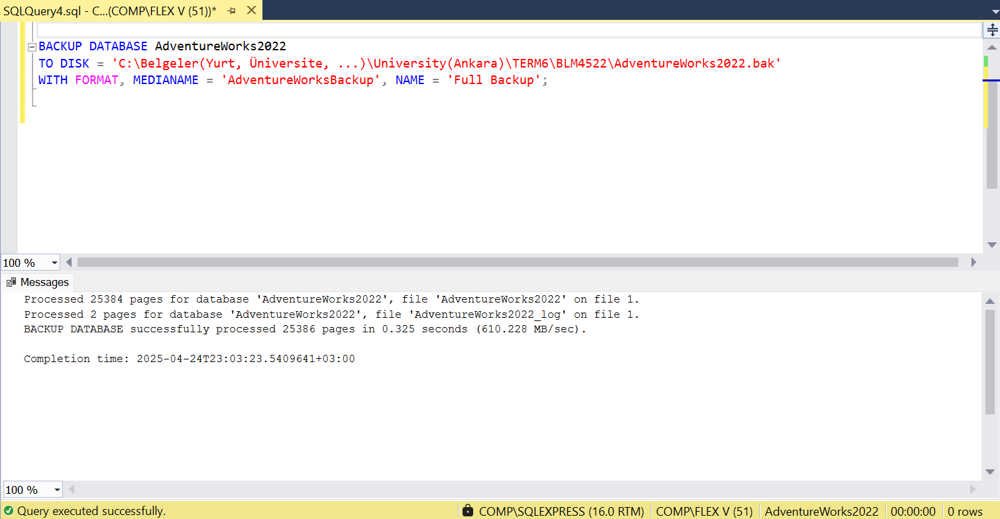 SQLQuery4.sql - C...(COMP\FLEX V (51))*
BACKUP DATABASE AdventureWorks2022
TO DISK = 'C:\Belgeler(Yurt, Üniversite, ...)\University(Ankara)\TERM6\BLM4522\AdventureWorks2022.bak'
WITH FORMAT, MEDIANAME = 'AdventureWorksBackup', NAME = 'Full Backup';
100 %
Messages
Processed 25384 pages for database 'AdventureWorks2022', file 'AdventureWorks2022' on file 1.
Processed 2 pages for database 'AdventureWorks2022', file 'AdventureWorks2022_log' on file 1.
BACKUP DATABASE successfully processed 25386 pages in 0.325 seconds (610.228 MB/sec).
Completion time: 2025-04-24T23:03:23.5409641+03:00
100 %
Query executed successfully. COMP\SQLEXPRESS (16.0 RTM) COMP\FLEX V (51) AdventureWorks2022 00:00:00 0 rows